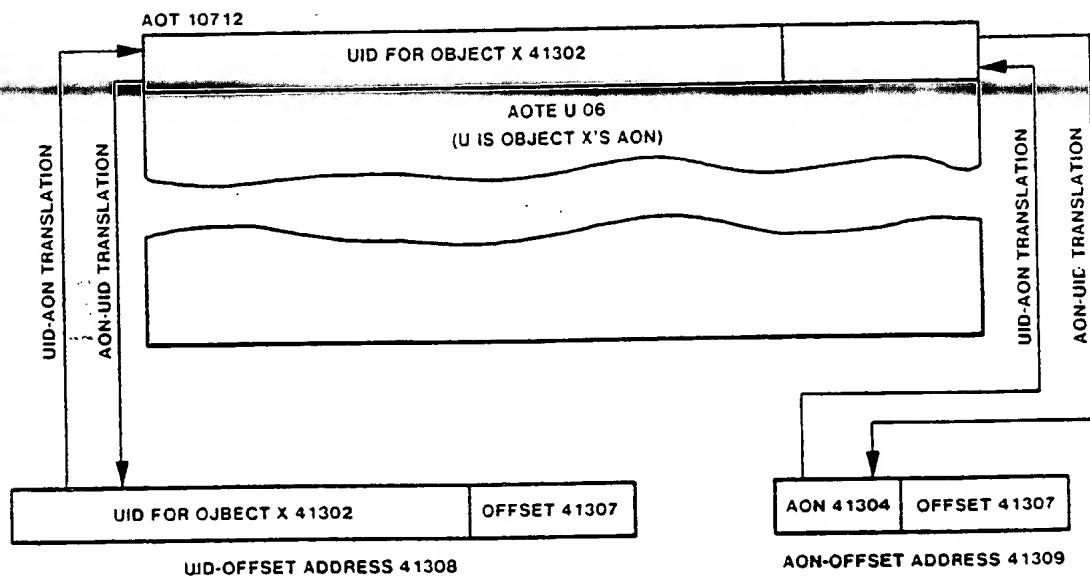 AOT 10712
UID FOR OBJECT X 41302
AOTE U 06
(U IS OBJECT X'S AON)
UID-AON TRANSLATION
AON-UID TRANSLATION
UID-AON TRANSLATION
AON-UID TRANSLATION
UID FOR OJBECT X 41302
OFFSET 41307
AON 41304
OFFSET 41307
UID-OFFSET ADDRESS 41308
AON-OFFSET ADDRESS 41309